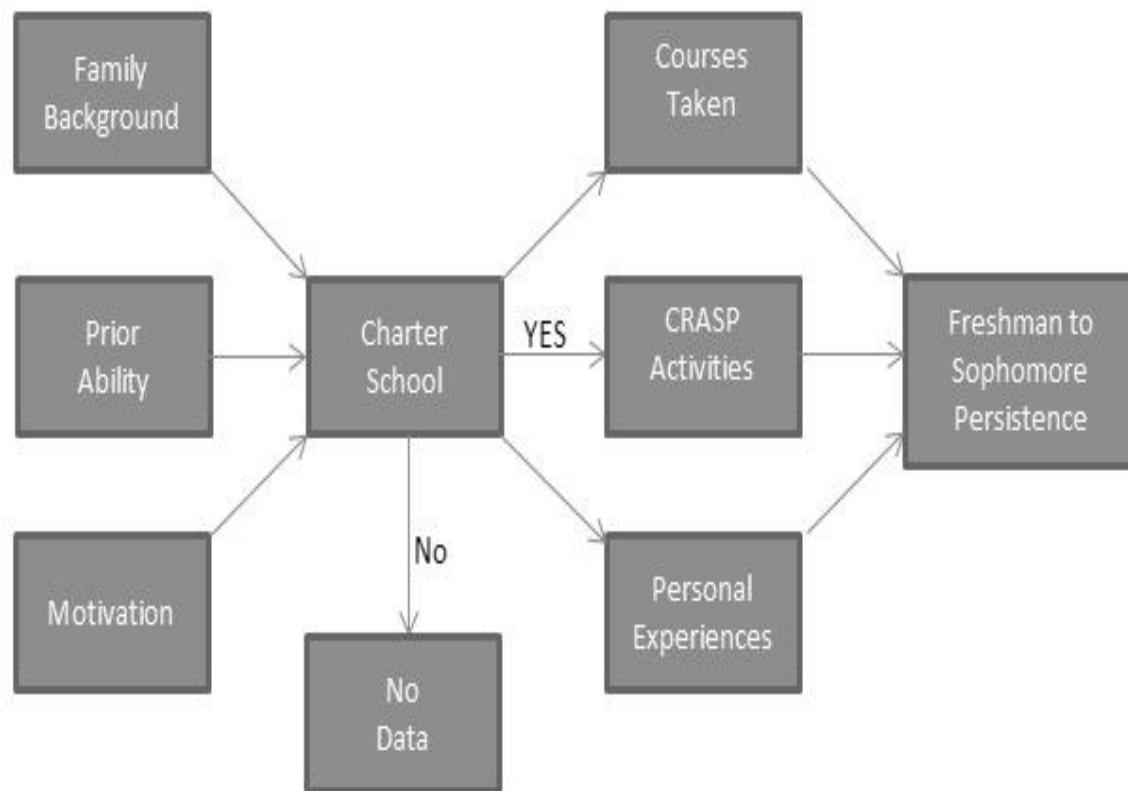 Family
Background
Courses
Taken
Prior
Ability
Charter
School
YES
CRASP
Activities
Freshman to
Sophomore
Persistence
Motivation
No
Personal
Experiences
No
Data